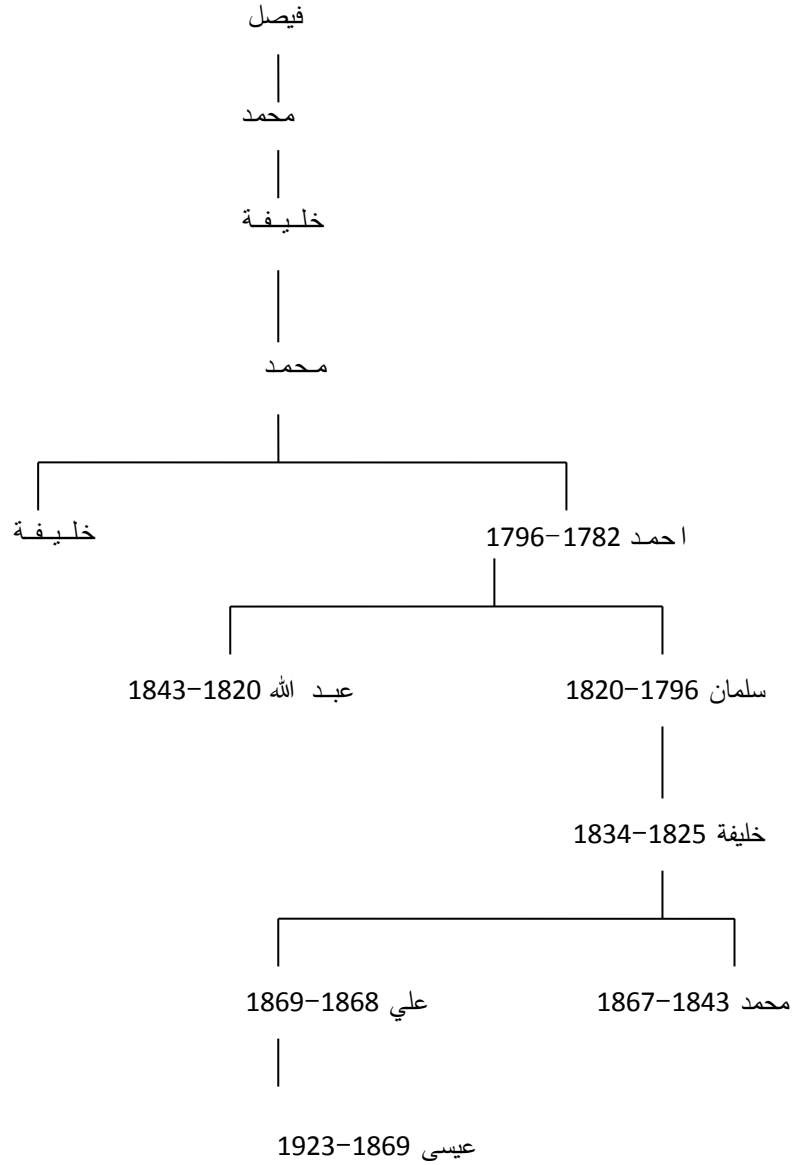 فيصل
محمد
خليفة
محمد
احمد 1782-1796
خليفة
سلمان 1796-1820
عبد الله 1820-1843
خليفة 1825-1834
محمد 1843-1867
علي 1868-1869
عيسى 1869-1923